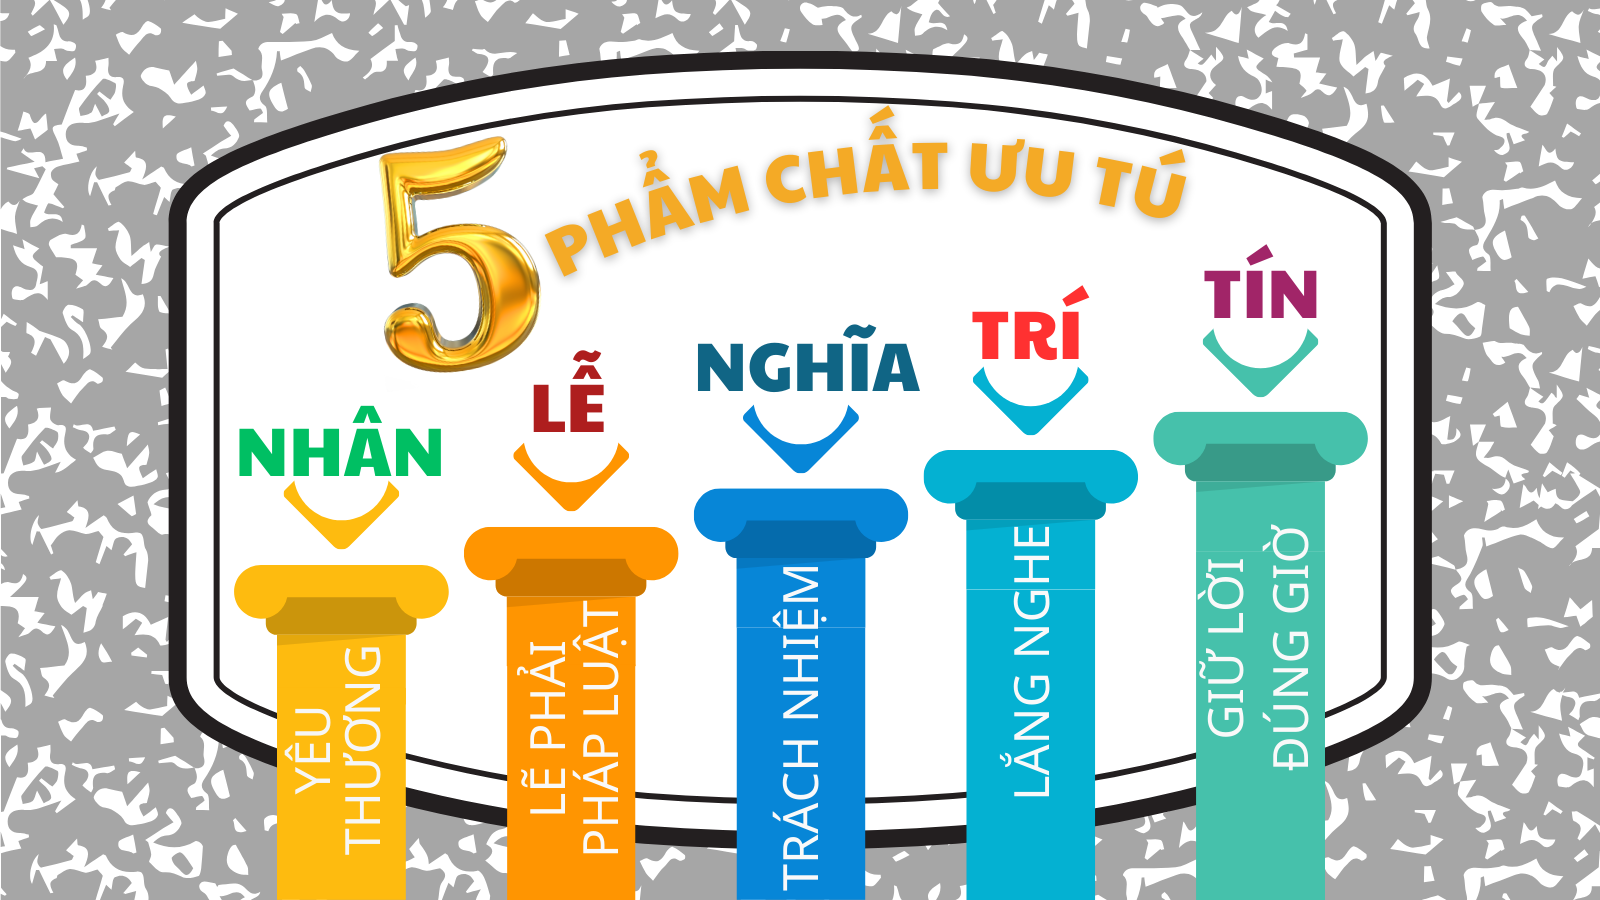 5 PHẨM CHẤT ƯU TÚ
NHÂN
YÊU
THƯƠNG
LỄ
LẼ PHẢI
PHÁP LUẬT
NGHĨA
TRÁCH NHIỆM
TRÍ
LẮNG NGHE
TÍN
GIỮ LỜI
ĐÚNG GIỜ